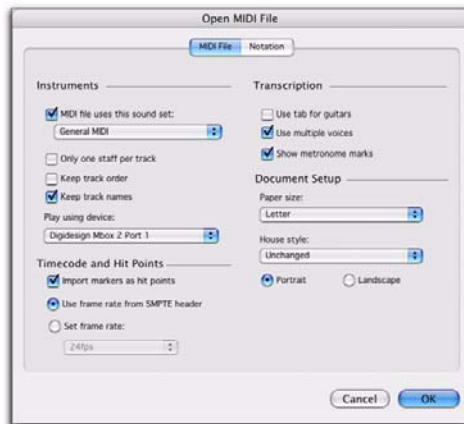 Open MIDI File
MIDI File
Notation
Instruments
MIDI file uses this sound set:
General MIDI
Only one staff per track
Keep track order
Keep track names
Play using device:
Digidesign Mbox 2 Port 1
Timecode and Hit Points
Import markers as hit points
Use frame rate from SMPTE header
Set frame rate:
24fps
Transcription
Use tab for guitars
Use multiple voices
Show metronome marks
Document Setup
Paper size:
Letter
House style:
Unchanged
Portrait
Landscape
Cancel
OK